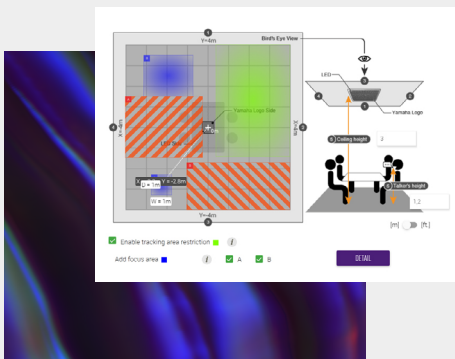 Bird's Eye View
Y=4m
LED
Yamaha Logo
Yamaha Logo Side
LED Side
X=-4m
X=4m
Y = -2.8m
D = 1m
W = 1m
Y=-4m
Ceiling height
2
Talker's height
1.2
[m] [ft.]
Enable tracking area restriction
Add focus area
A B
DETAIL